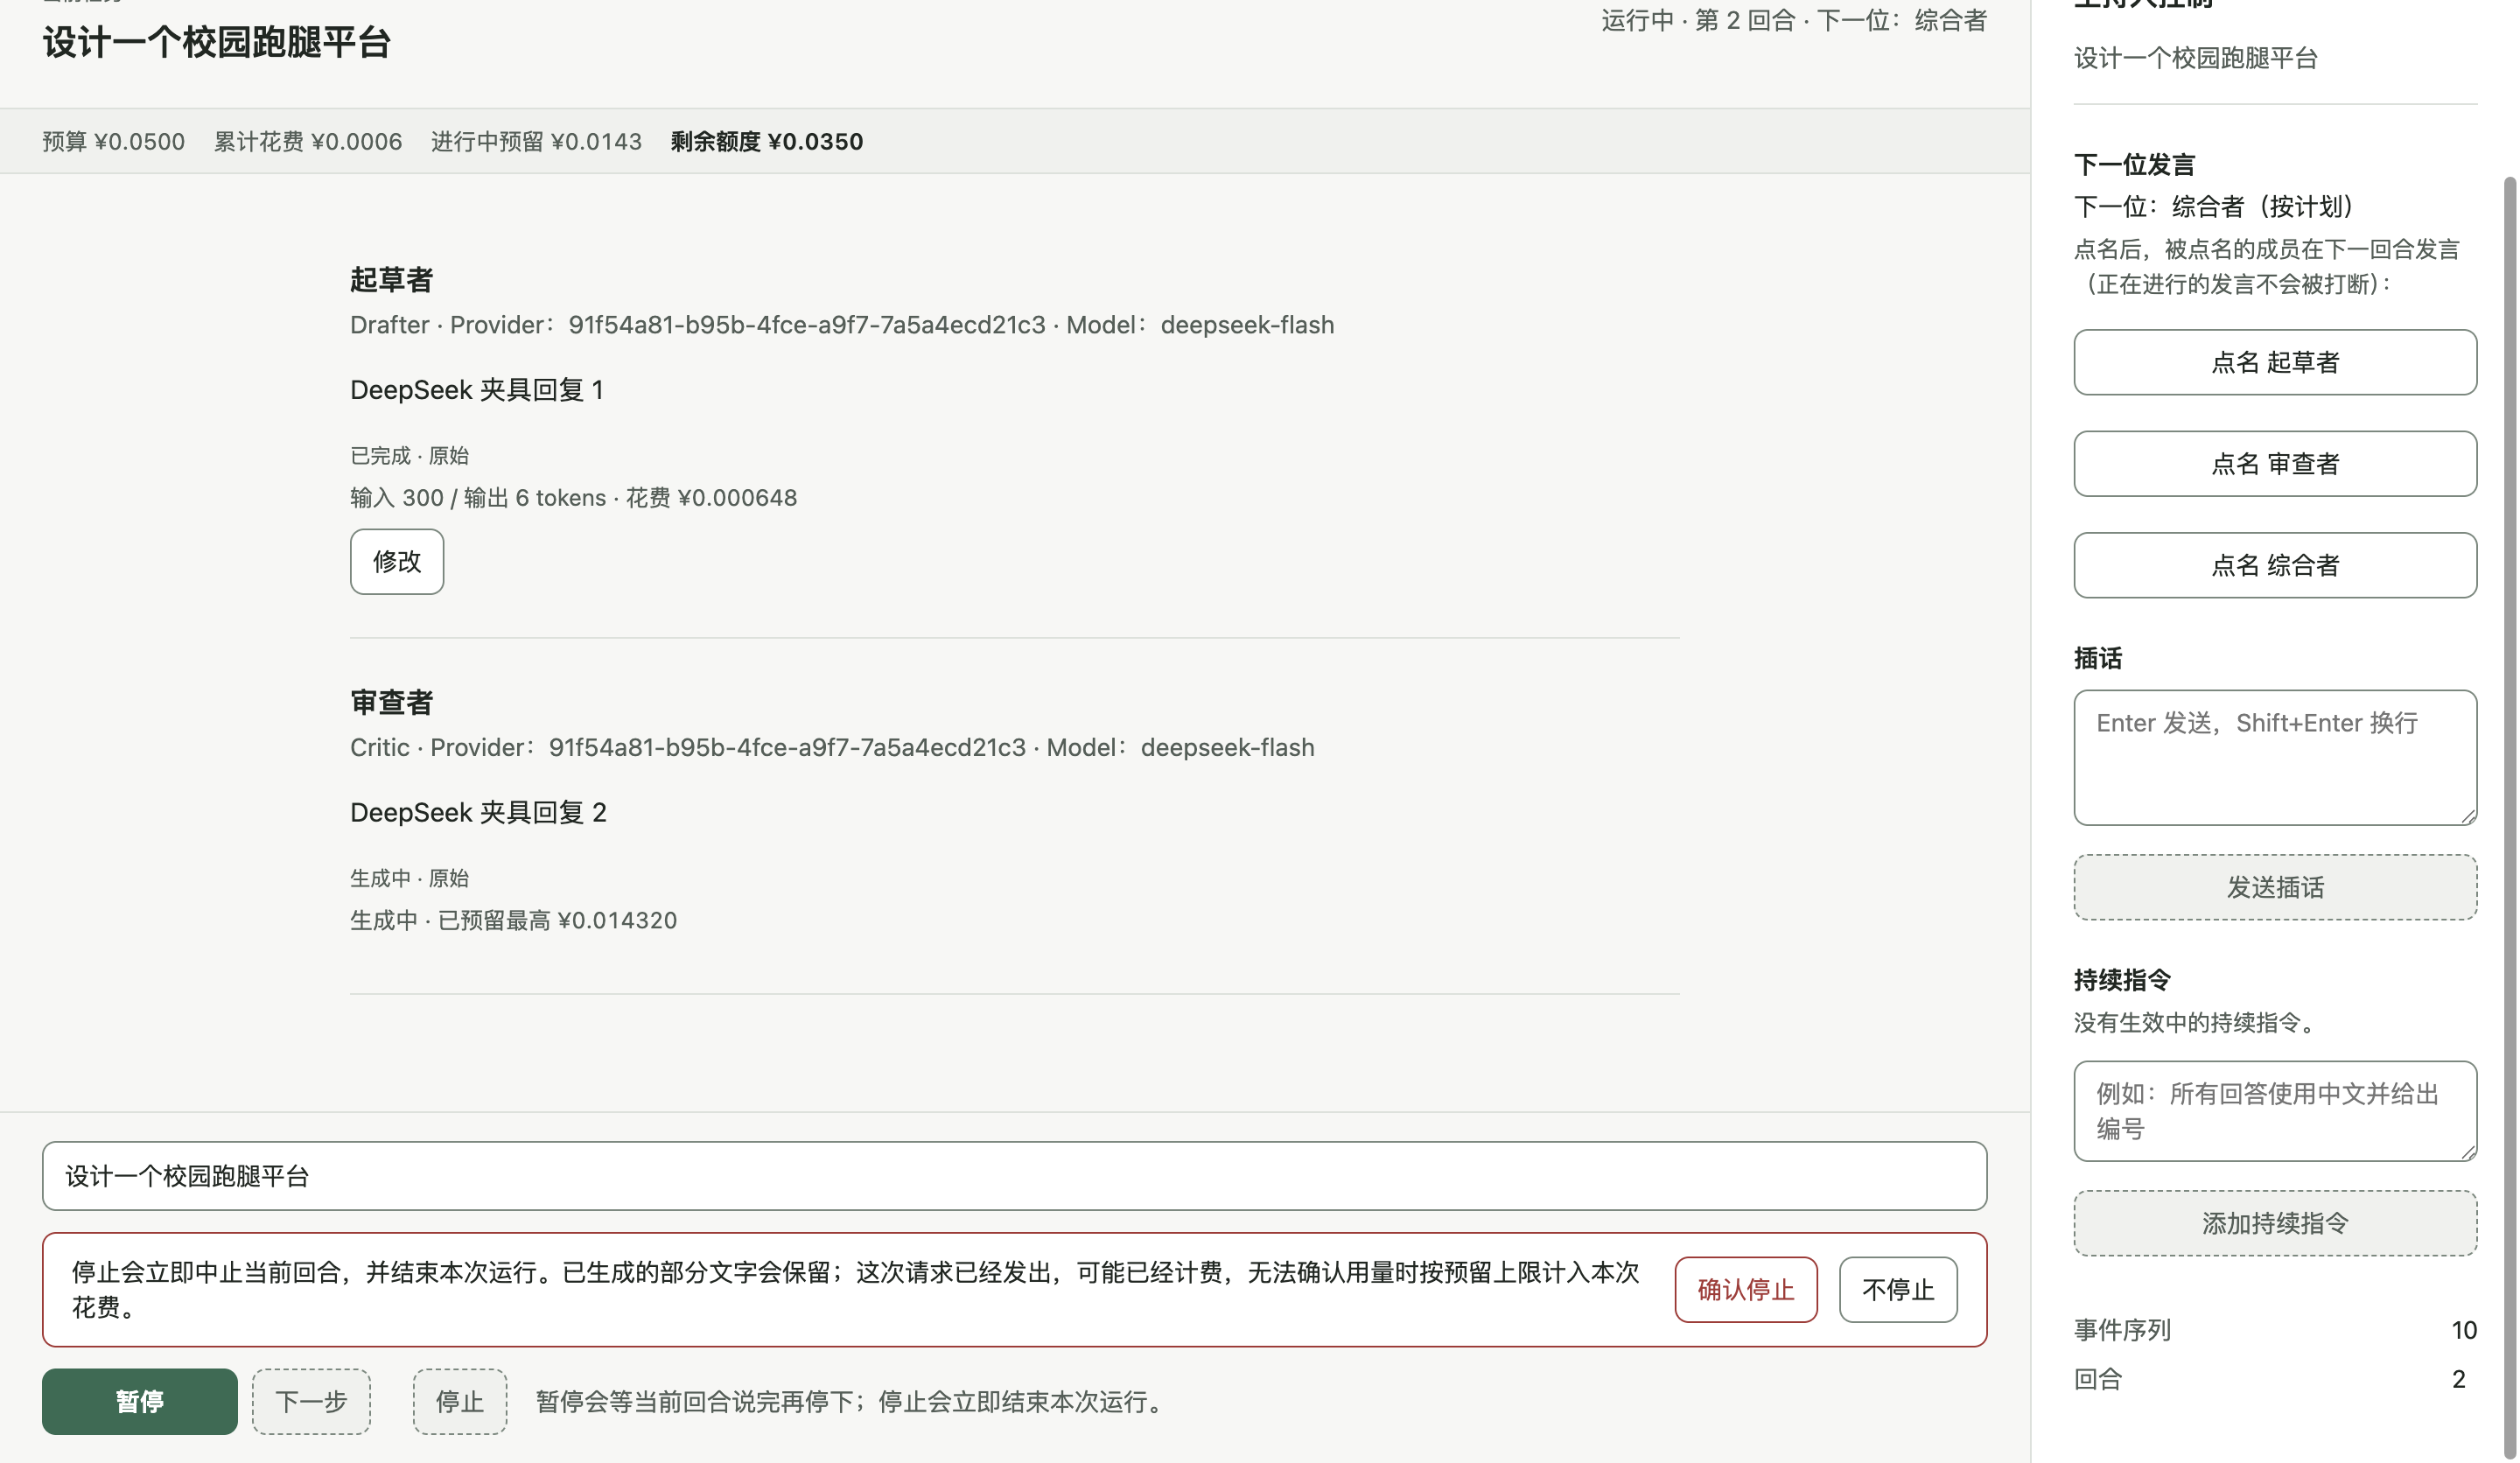 设计一个校园跑腿平台
运行中 · 第 2 回合 · 下一位：综合者
预算 ¥0.0500 累计花费 ¥0.0006 进行中预留 ¥0.0143 剩余额度 ¥0.0350
起草者
Drafter · Provider：91f54a81-b95b-4fce-a9f7-7a5a4ecd21c3 · Model：deepseek-flash
DeepSeek 夹具回复 1
已完成 · 原始
输入 300 / 输出 6 tokens · 花费 ¥0.000648
修改
审查者
Critic · Provider：91f54a81-b95b-4fce-a9f7-7a5a4ecd21c3 · Model：deepseek-flash
DeepSeek 夹具回复 2
生成中 · 原始
生成中 · 已预留最高 ¥0.014320
设计一个校园跑腿平台
停止会立即中止当前回合，并结束本次运行。已生成的部分文字会保留；这次请求已经发出，可能已经计费，无法确认用量时按预留上限计入本次
花费。
确认停止
不停止
暂停
下一步
停止
暂停会等当前回合说完再停下；停止会立即结束本次运行。
设计一个校园跑腿平台
下一位发言
下一位：综合者（按计划）
点名后，被点名的成员在下一回合发言
（正在进行的发言不会被打断）：
点名 起草者
点名 审查者
点名 综合者
插话
Enter 发送，Shift+Enter 换行
发送插话
持续指令
没有生效中的持续指令。
例如：所有回答使用中文并给出
编号
添加持续指令
事件序列 10
回合 2